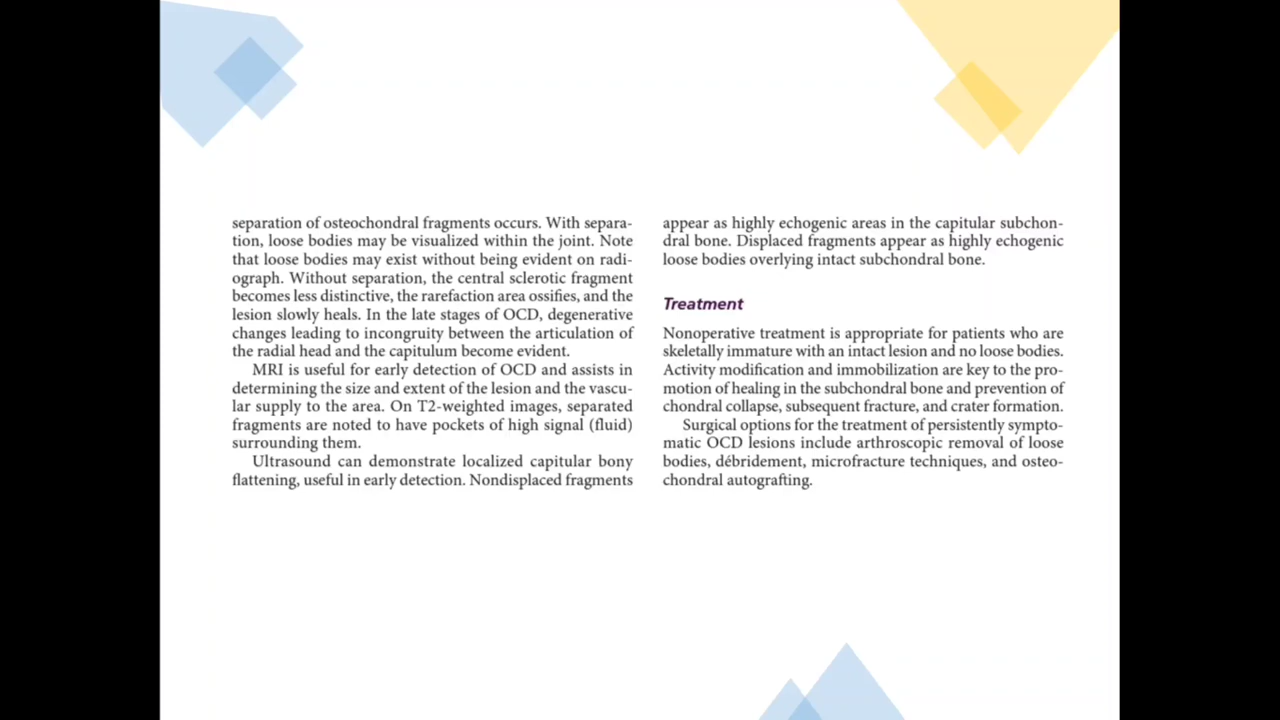 separation of osteochondral fragments occurs. With separa-
tion, loose bodies may be visualized within the joint. Note
that loose bodies may exist without being evident on radi-
ograph. Without separation, the central sclerotic fragment
becomes less distinctive, the rarefaction area ossifies, and the
lesion slowly heals. In the late stages of OCD, degenerative
changes leading to incongruity between the articulation of
the radial head and the capitulum become evident.
MRI is useful for early detection of OCD and assists in
determining the size and extent of the lesion and the vascu-
lar supply to the area. On T2-weighted images, separated
fragments are noted to have pockets of high signal (fluid)
surrounding them.
Ultrasound can demonstrate localized capitular bony
flattening, useful in early detection. Nondisplaced fragments
appear as highly echogenic areas in the capitular subchon-
dral bone. Displaced fragments appear as highly echogenic
loose bodies overlying intact subchondral bone.
Treatment
Nonoperative treatment is appropriate for patients who are
skeletally immature with an intact lesion and no loose bodies.
Activity modification and immobilization are key to the pro-
motion of healing in the subchondral bone and prevention of
chondral collapse, subsequent fracture, and crater formation.
Surgical options for the treatment of persistently sympto-
matic OCD lesions include arthroscopic removal of loose
bodies, débridement, microfracture techniques, and osteo-
chondral autografting.